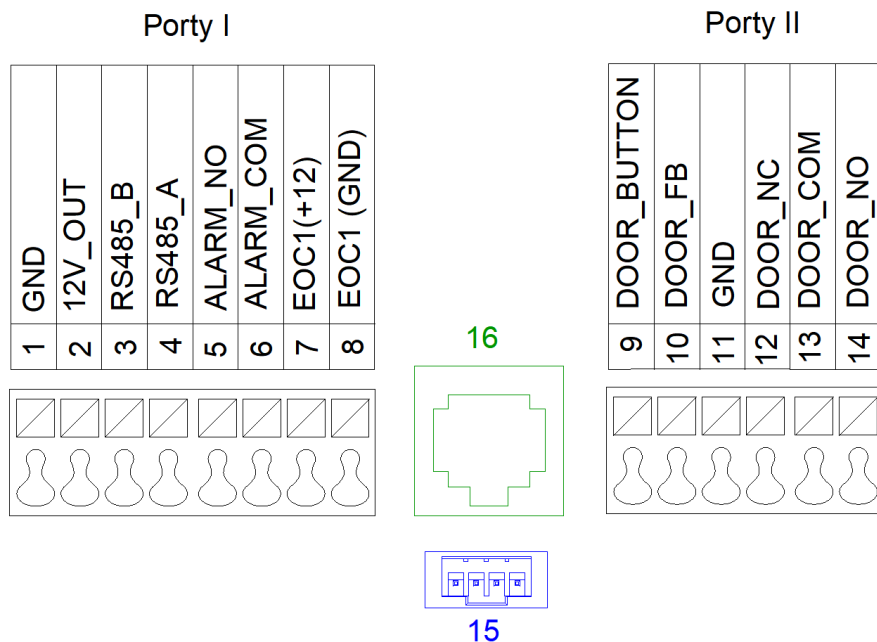 Porty I
Porty II
GND
12V_OUT
RS485_B
RS485_A
ALARM_NO
ALARM_COM
EOC1(+12)
EOC1 (GND)
1
2
3
4
5
6
7
8
DOOR_BUTTON
DOOR_FB
GND
DOOR_NC
DOOR_COM
DOOR_NO
9
10
11
12
13
14
16
15